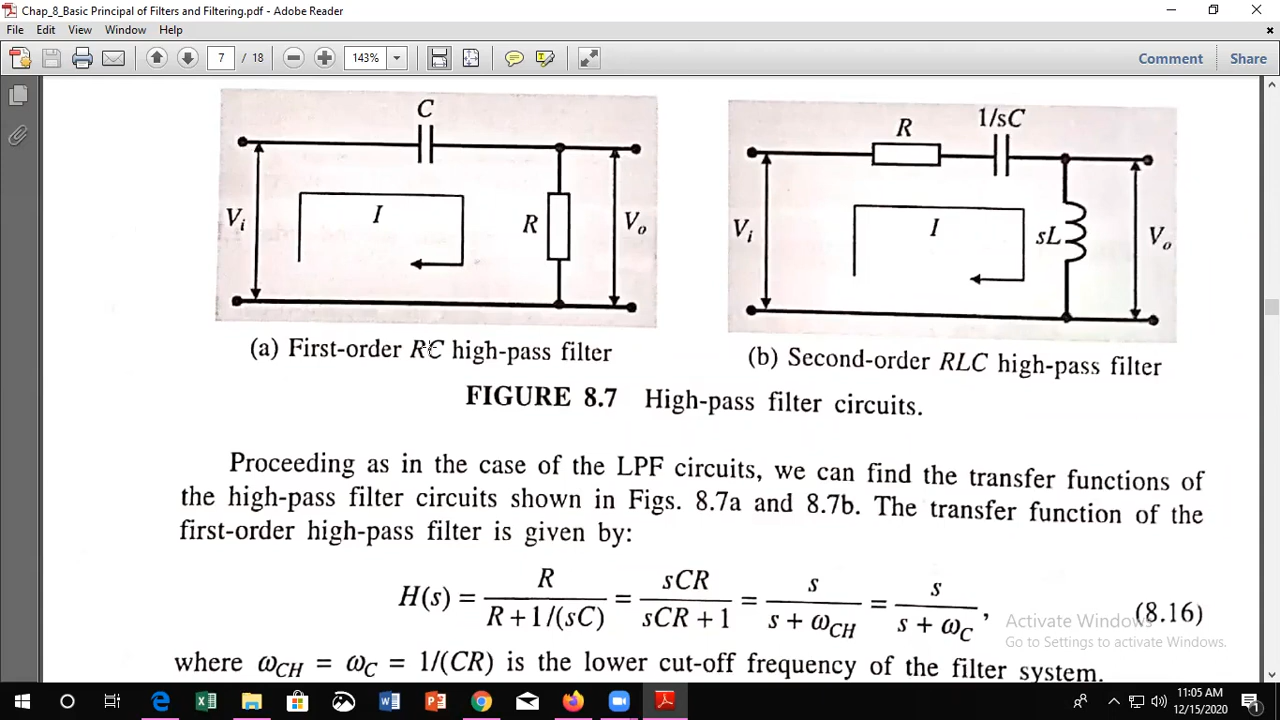 Chap_8_Basic Principal of Filters and Filtering.pdf - Adobe Reader
File Edit View Window Help
7 / 18 143% Comment Share
C
V_i I R V_o
R 1/sC
V_i I sL V_o
(a) First-order RC high-pass filter
(b) Second-order RLC high-pass filter
FIGURE 8.7 High-pass filter circuits.
Proceeding as in the case of the LPF circuits, we can find the transfer functions of
the high-pass filter circuits shown in Figs. 8.7a and 8.7b. The transfer function of the
first-order high-pass filter is given by:
H(s) = R / (R + 1/(sC)) = sCR / (sCR + 1) = s / (s + ω_CH) = s / (s + ω_C), (8.16)
where ω_CH = ω_C = 1/(CR) is the lower cut-off frequency of the filter system.
Activate Windows
Go to Settings to activate Windows.
11:05 AM
12/15/2020